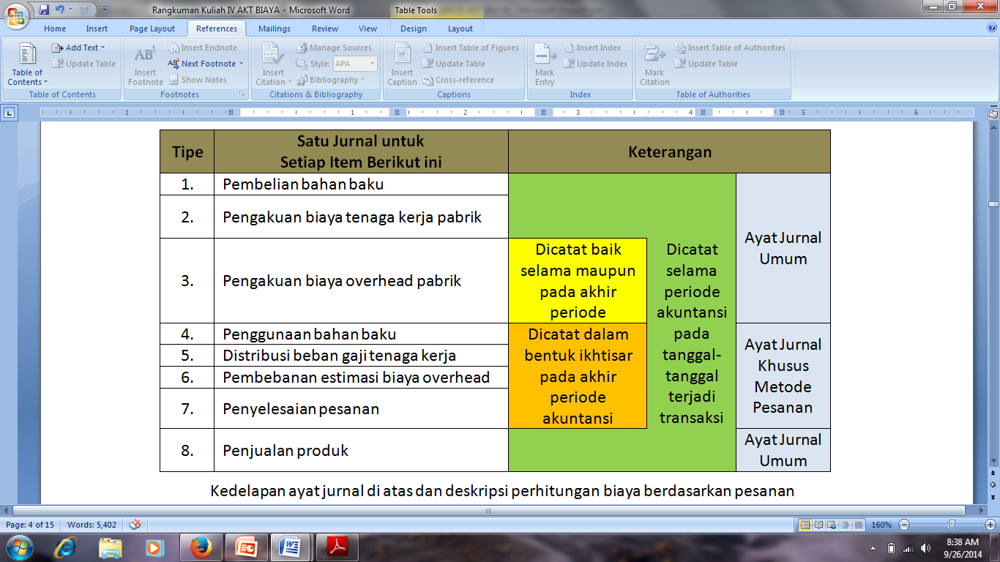 Rangkuman Kuliah IV AKT BIAYA - Microsoft Word
Table Tools
Home Insert Page Layout References Mailings Review View Design Layout
Table of Contents
Add Text
Update Table
Table of Contents
AB1
Insert Footnote
Insert Endnote
Next Footnote
Show Notes
Footnotes
Insert Citation
Manage Sources
Style: APA
Bibliography
Citations & Bibliography
Insert Caption
Insert Table of Figures
Update Table
Cross-reference
Captions
Mark Entry
Insert Index
Update Index
Index
Mark Citation
Insert Table of Authorities
Update Table
Table of Authorities
1 1 2 3 4 5 6
Tipe
Satu Jurnal untuk
Setiap Item Berikut ini
Keterangan
1. Pembelian bahan baku
2. Pengakuan biaya tenaga kerja pabrik
3. Pengakuan biaya overhead pabrik
4. Penggunaan bahan baku
5. Distribusi beban gaji tenaga kerja
6. Pembebanan estimasi biaya overhead
7. Penyelesaian pesanan
8. Penjualan produk
Dicatat baik
selama maupun
pada akhir
periode
Dicatat dalam
bentuk ikhtisar
pada akhir
periode
akuntansi
Dicatat
selama
periode
akuntansi
pada
tanggal-
tanggal
terjadi
transaksi
Ayat Jurnal
Umum
Ayat Jurnal
Khusus
Metode
Pesanan
Ayat Jurnal
Umum
Kedelapan ayat jurnal di atas dan deskripsi perhitungan biaya berdasarkan pesanan
Page: 4 of 15 Words: 5,402 160%
8:38 AM
9/26/2014